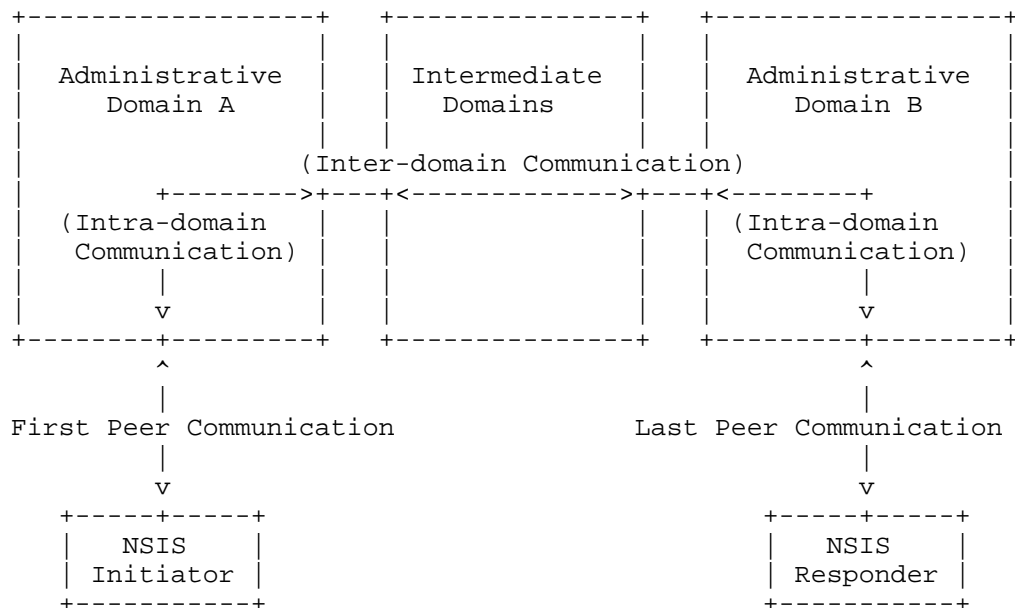 Administrative Intermediate Administrative
Domain A Domains Domain B
(Inter-domain Communication)
(Intra-domain (Intra-domain
Communication) Communication)
First Peer Communication Last Peer Communication
NSIS NSIS
Initiator Responder